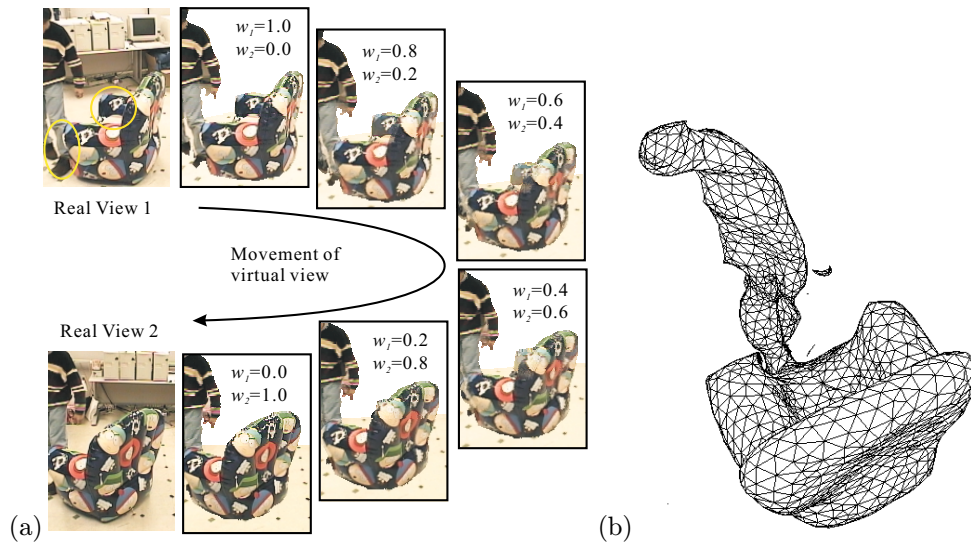 w1=1.0
w2=0.0
w1=0.8
w2=0.2
w1=0.6
w2=0.4
Real View 1
Movement of
virtual view
w1=0.4
w2=0.6
Real View 2
w1=0.2
w2=0.8
w1=0.0
w2=1.0
(a)
(b)